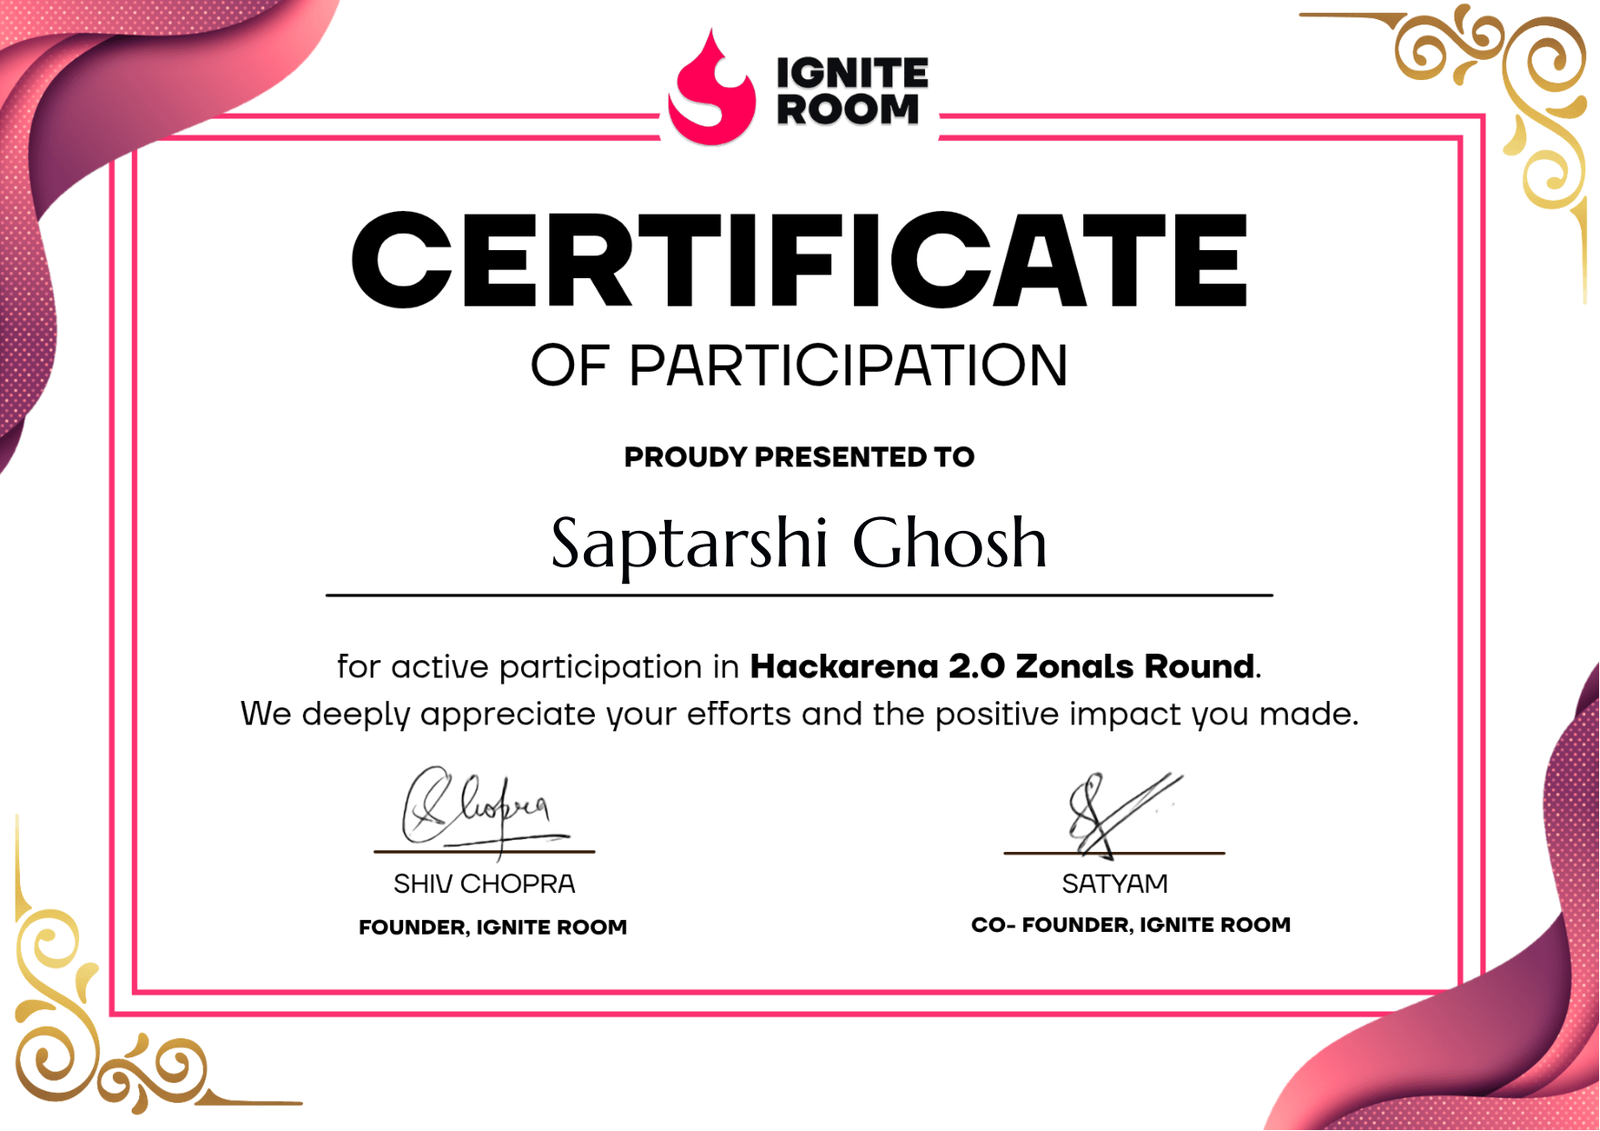 IGNITE
ROOM
CERTIFICATE
OF PARTICIPATION
PROUDY PRESENTED TO
Saptarshi Ghosh
for active participation in Hackarena 2.0 Zonals Round.
We deeply appreciate your efforts and the positive impact you made.
Chopra
SHIV CHOPRA
SATYAM
FOUNDER, IGNITE ROOM
CO- FOUNDER, IGNITE ROOM